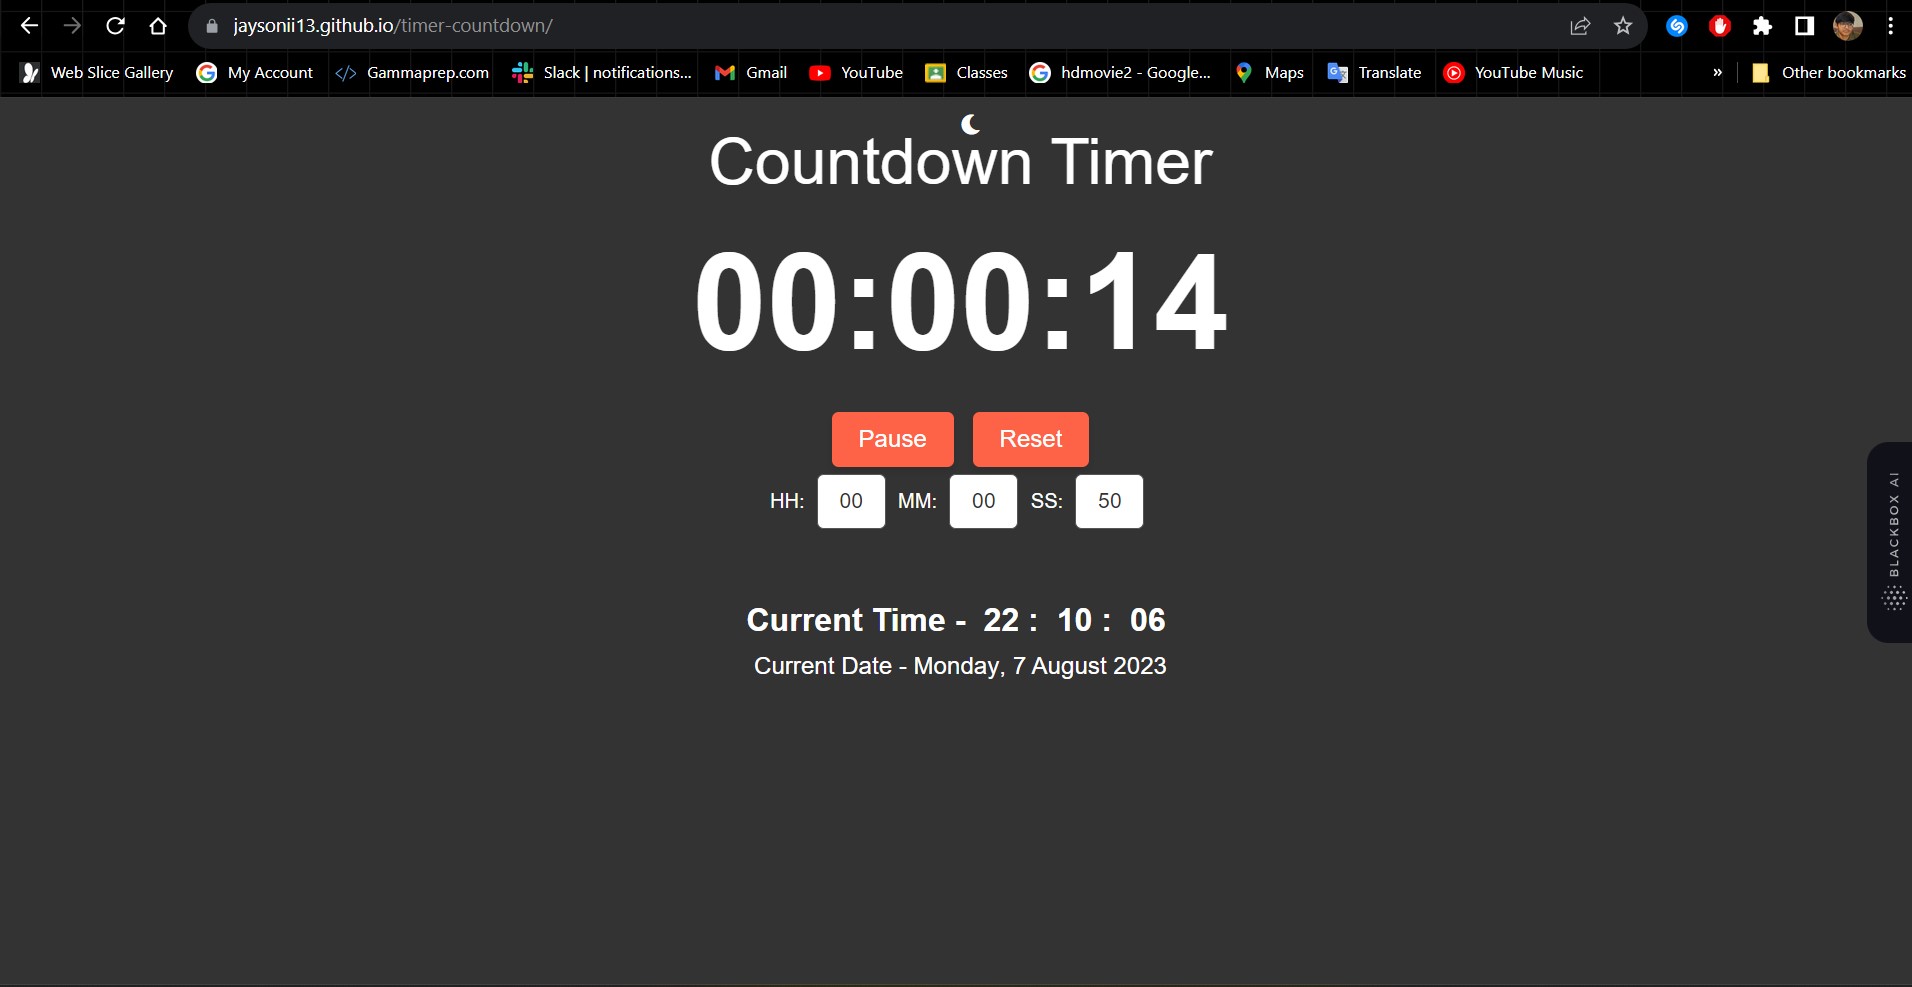 jaysonii13.github.io/timer-countdown/
Web Slice Gallery My Account Gammaprep.com Slack | notifications... Gmail YouTube Classes hdmovie2 - Google... Maps Translate YouTube Music » Other bookmarks
Countdown Timer
00:00:14
Pause Reset
HH: 00 MM: 00 SS: 50
BLACKBOX AI
Current Time - 22 : 10 : 06
Current Date - Monday, 7 August 2023